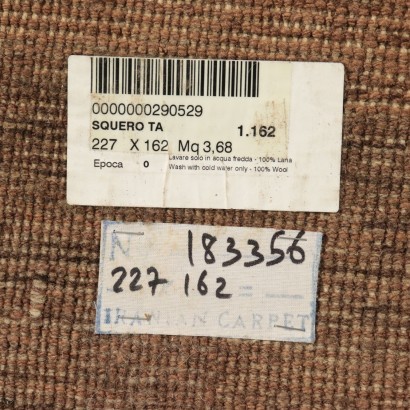 0000000290529
SQUERO TA 1.162
227 X 162 Mq 3,68
Epoca 0 Lavare solo in acqua fredda - 100% Lana
Wash with cold water only - 100% Wool
N 183356
227 162
IRANIAN CARPET